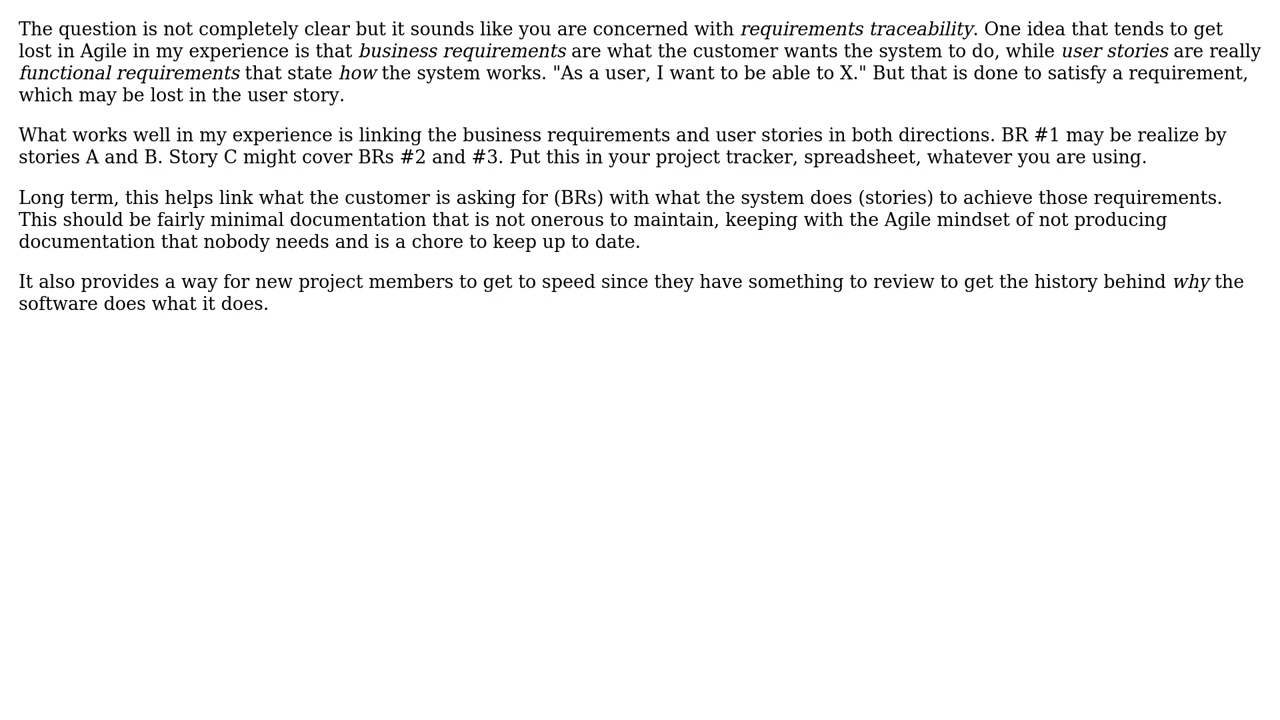 The question is not completely clear but it sounds like you are concerned with requirements traceability. One idea that tends to get
lost in Agile in my experience is that business requirements are what the customer wants the system to do, while user stories are really
functional requirements that state how the system works. "As a user, I want to be able to X." But that is done to satisfy a requirement,
which may be lost in the user story.
What works well in my experience is linking the business requirements and user stories in both directions. BR #1 may be realize by
stories A and B. Story C might cover BRs #2 and #3. Put this in your project tracker, spreadsheet, whatever you are using.
Long term, this helps link what the customer is asking for (BRs) with what the system does (stories) to achieve those requirements.
This should be fairly minimal documentation that is not onerous to maintain, keeping with the Agile mindset of not producing
documentation that nobody needs and is a chore to keep up to date.
It also provides a way for new project members to get to speed since they have something to review to get the history behind why the
software does what it does.